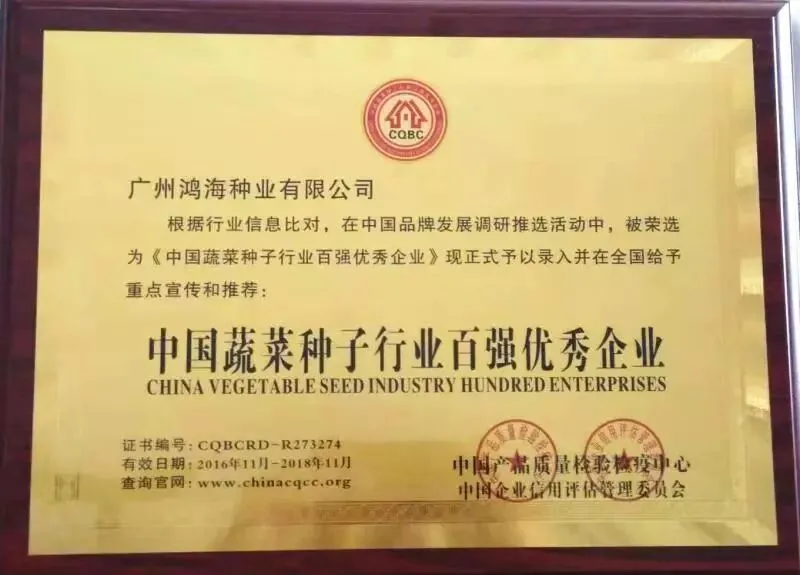 CQBC
广州鸿海种业有限公司
根据行业信息比对，在中国品牌发展调研推选活动中，被荣选
为《中国蔬菜种子行业百强优秀企业》现正式予以录入并在全国给予
重点宣传和推荐：
中国蔬菜种子行业百强优秀企业
CHINA VEGETABLE SEED INDUSTRY HUNDRED ENTERPRISES
证书编号：CQBCRD-R273274
有效日期：2016年11月-2018年11月
查询官网：www.chinacqcc.org
中国产品质量检验检疫中心
中国企业信用评估管理委员会